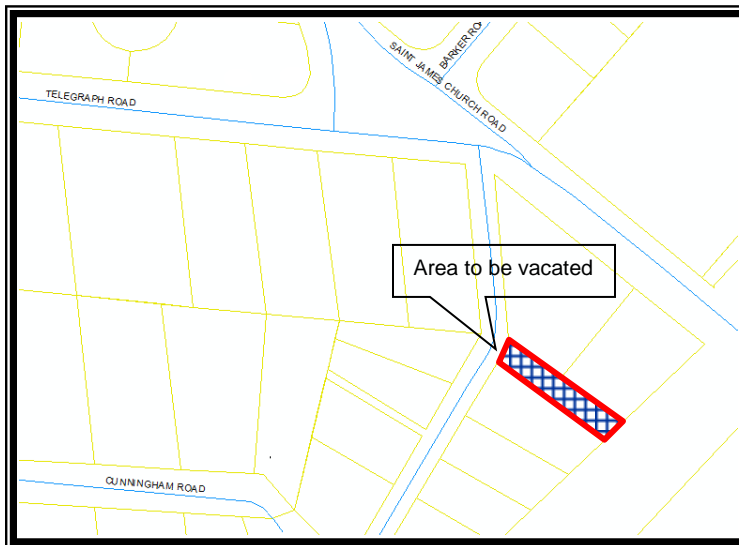 BARKER RO
SAINT JAMES CHURCH ROAD
TELEGRAPH ROAD
Area to be vacated
CUNNINGHAM ROAD